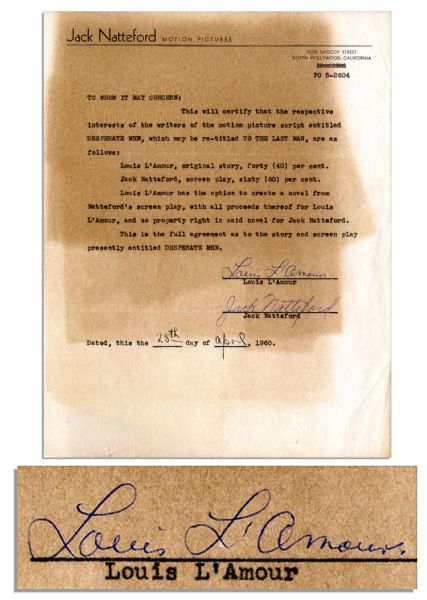 Jack Natteford MOTION PICTURES
SARTCOY STREET
NORTH HOLLYWOOD, CALIFORNIA
PO 5-2604
TO WHOM IT MAY CONCERN;
This will certify that the respective
interests of the writers of the motion picture script entitled
DESPERATE MEN, which may be re-titled TO THE LAST MAN, are as
follows:
Louis L'Amour, original story, forty (40) per cent.
Jack Natteford, screen play, sixty (60) per cent.
Louis L'Amour has the option to create a novel from
Natteford's screen play, with all proceeds thereof for Louis
L'Amour, and no property right in said novel for Jack Natteford.
This is the full agreement as to the story and screen play
presently entitled DESPERATE MEN.
Louis L'Amour
Louis L'Amour
Jack Natteford
Jack Natteford
Dated, this the 28th day of April, 1960.
Louis L'Amour
Louis L'Amour